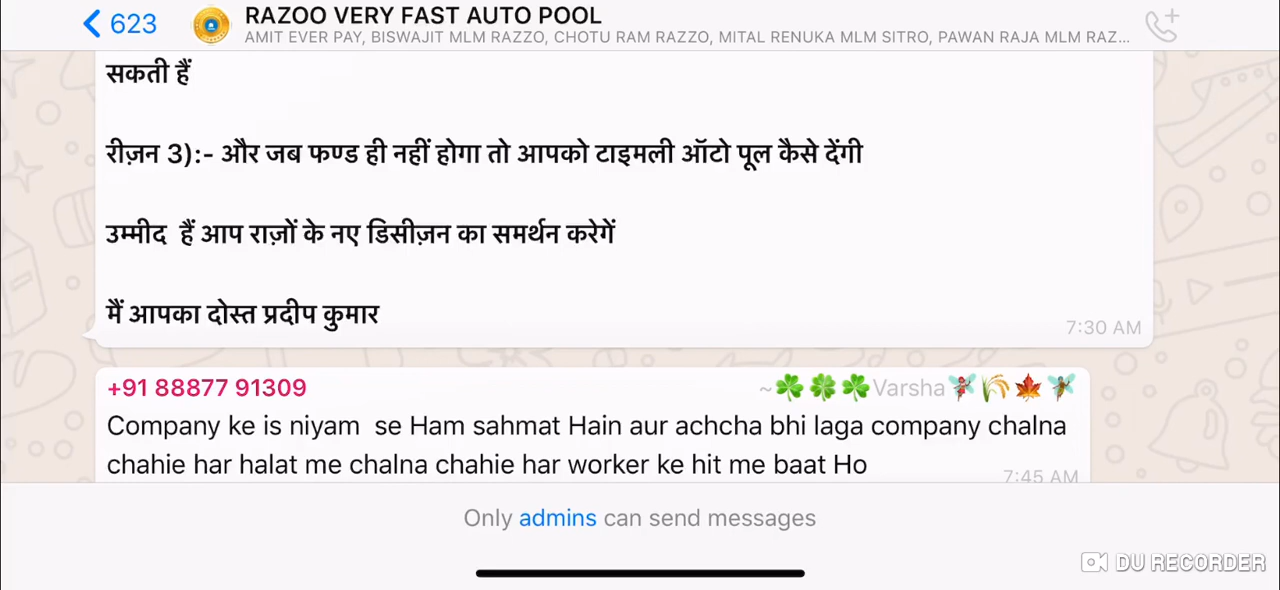 623
RAZOO VERY FAST AUTO POOL
AMIT EVER PAY, BISWAJIT MLM RAZZO, CHOTU RAM RAZZO, MITAL RENUKA MLM SITRO, PAWAN RAJA MLM RAZ...
सकती हैं
रीज़न 3):- और जब फण्ड ही नहीं होगा तो आपको टाइमली ऑटो पूल कैसे देंगी
उम्मीद हैं आप राज़ों के नए डिसीज़न का समर्थन करेगें
मैं आपका दोस्त प्रदीप कुमार
7:30 AM
+91 88877 91309 ~☘️☘️☘️Varsha🧚🌾🍁🧚
Company ke is niyam se Ham sahmat Hain aur achcha bhi laga company chalna
chahie har halat me chalna chahie har worker ke hit me baat Ho
7:45 AM
Only admins can send messages
DU RECORDER